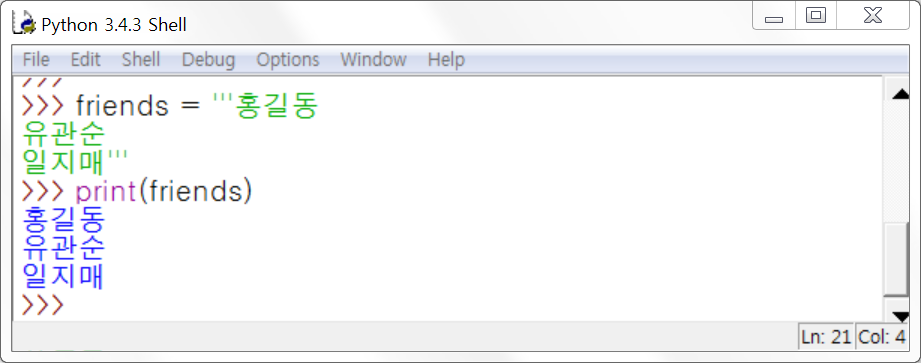 Python 3.4.3 Shell
File Edit Shell Debug Options Window Help
>>>
>>> friends = '''홍길동
유관순
일지매'''
>>> print(friends)
홍길동
유관순
일지매
>>>
Ln: 21 Col: 4